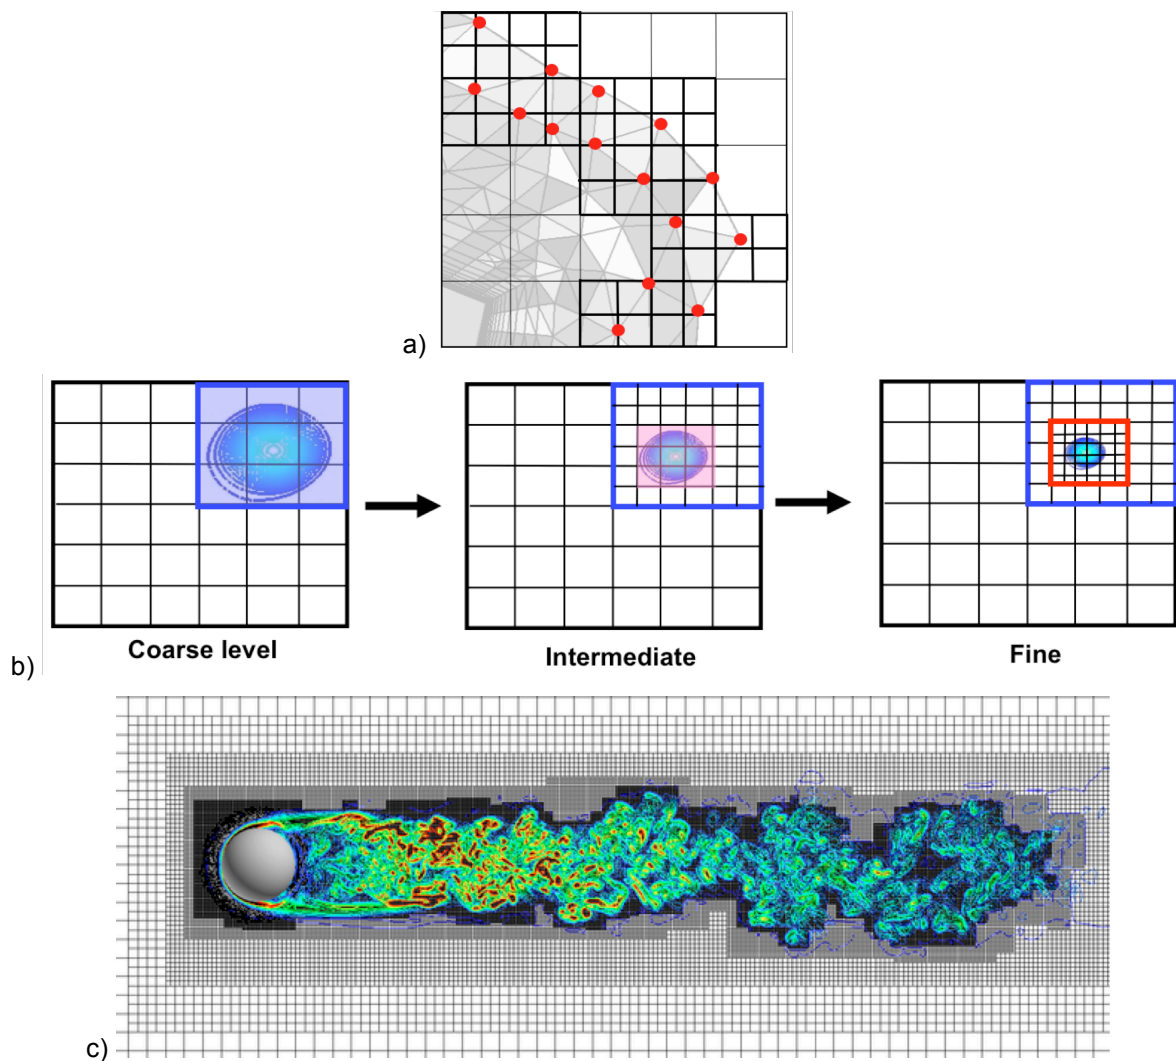 a)
Coarse level
Intermediate
Fine
b)
c)